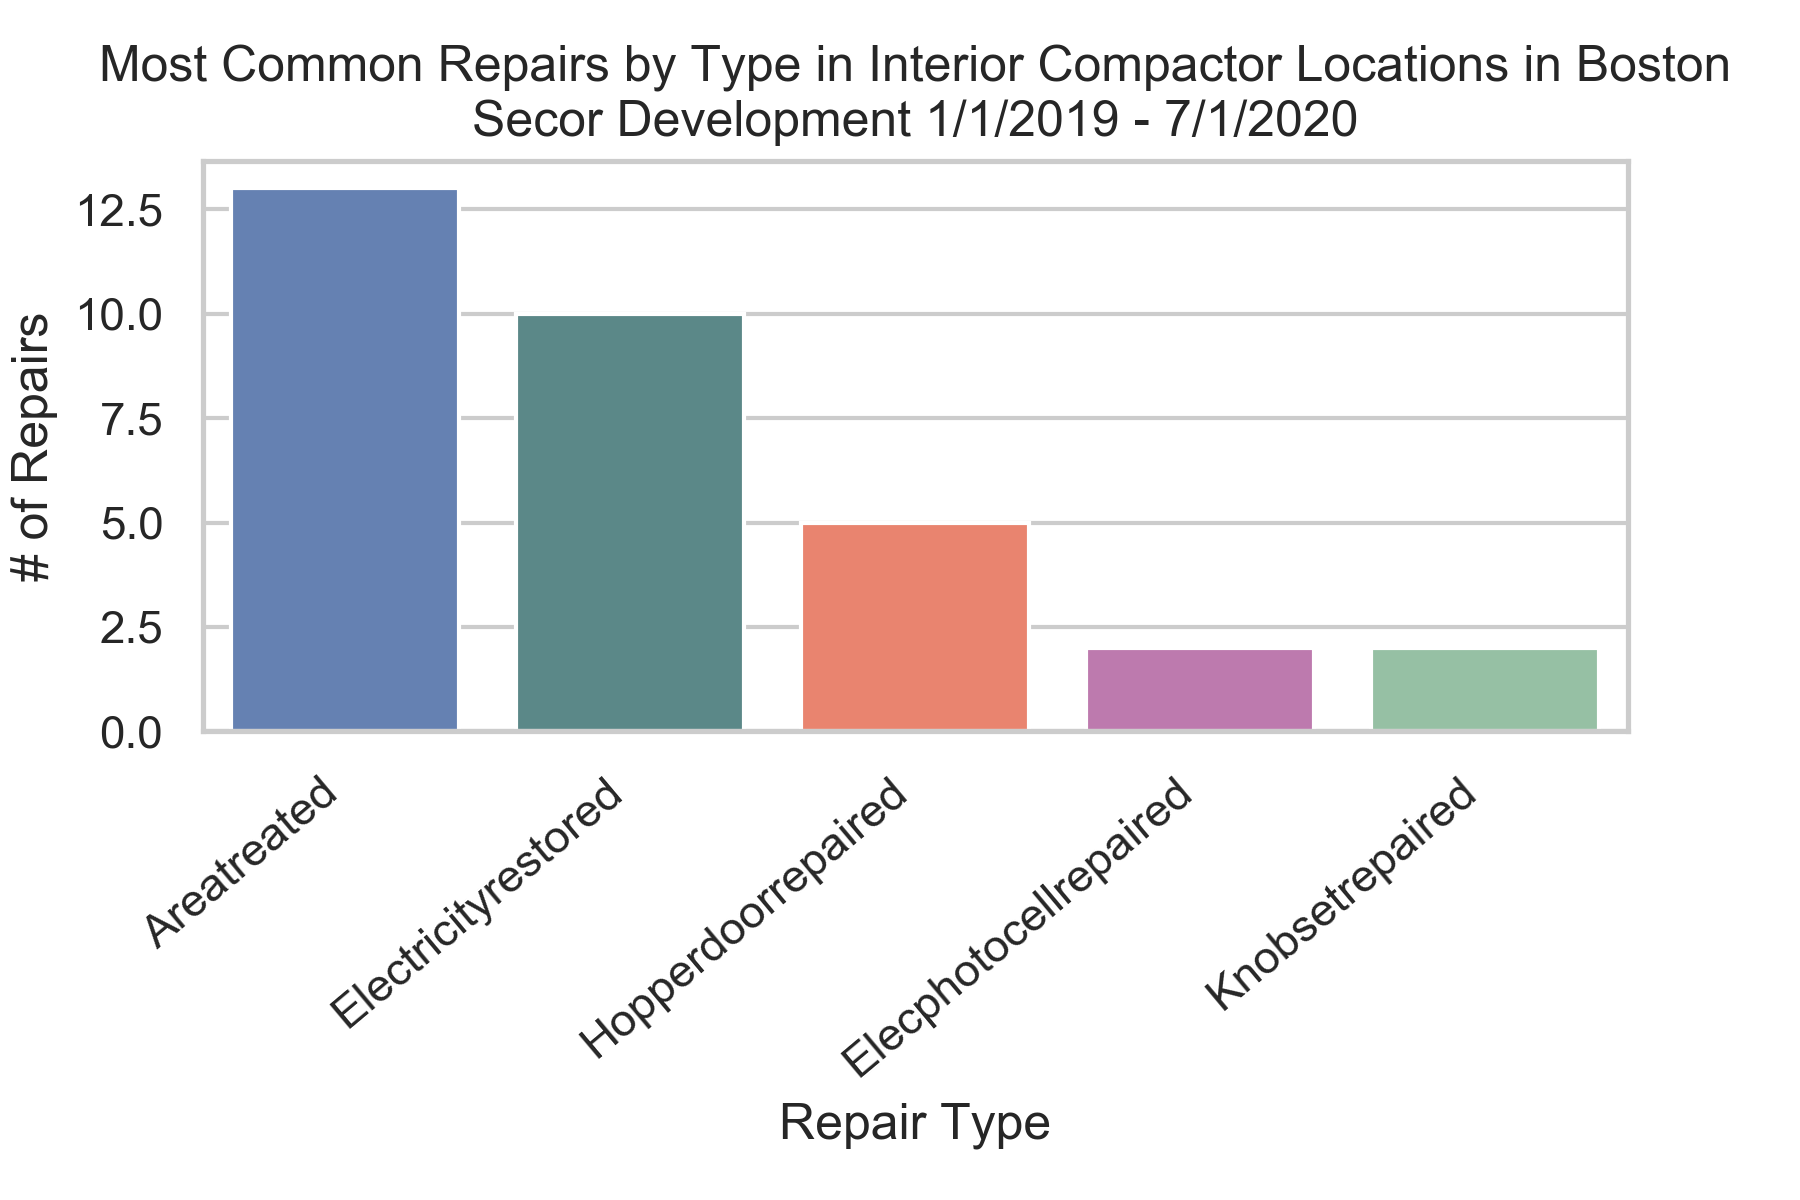 Most Common Repairs by Type in Interior Compactor Locations in Boston
Secor Development 1/1/2019 - 7/1/2020
# of Repairs
12.5
10.0
7.5
5.0
2.5
0.0
Areatreated
Electricityrestored
Hopperdoorrepaired
Elecphotocellrepaired
Knobsetrepaired
Repair Type